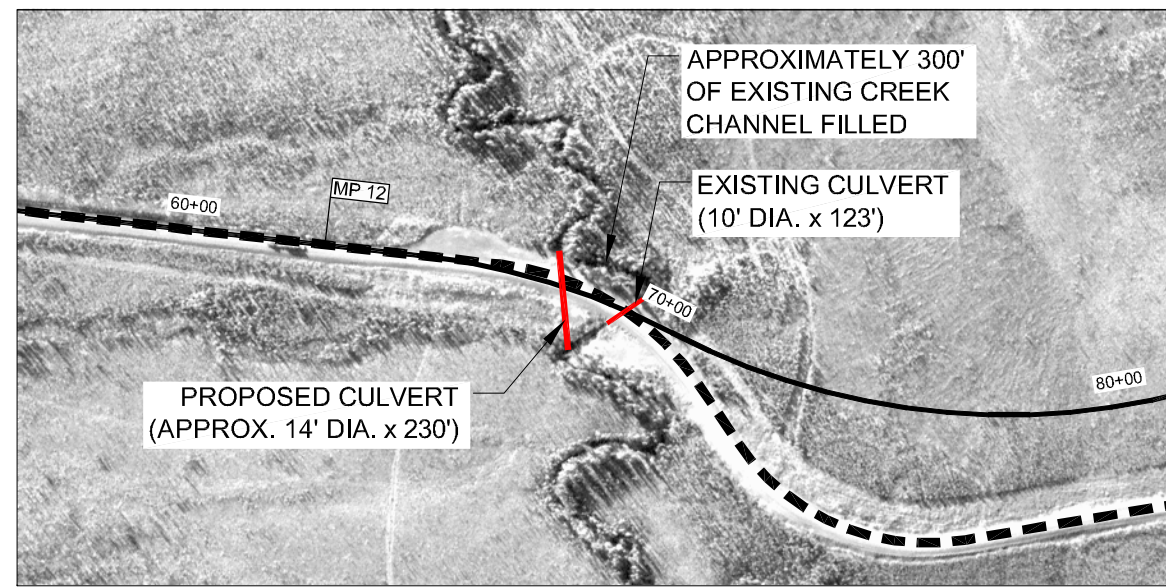 APPROXIMATELY 300'
OF EXISTING CREEK
CHANNEL FILLED
EXISTING CULVERT
(10' DIA. x 123')
MP 12
60+00
70+00
80+00
PROPOSED CULVERT
(APPROX. 14' DIA. x 230')